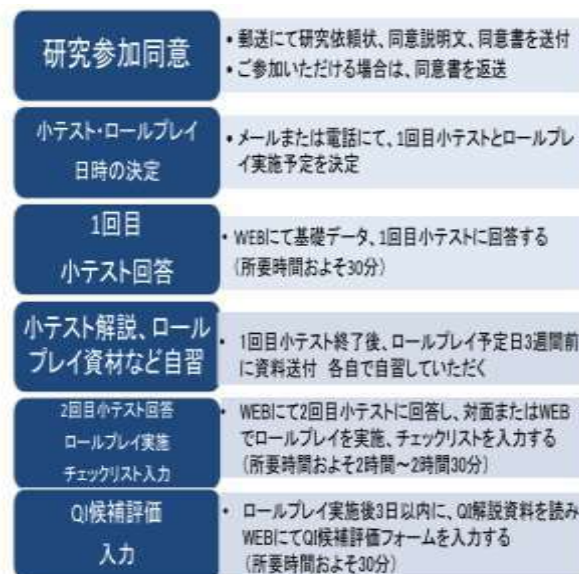 研究参加同意
• 郵送にて研究依頼状、同意説明文、同意書を送付
• ご参加いただける場合は、同意書を返送
小テスト・ロールプレイ
日時の決定
• メールまたは電話にて、1回目小テストとロールプレ
イ実施予定を決定
1回目
小テスト回答
• WEBにて基礎データ、1回目小テストに回答する
(所要時間およそ30分)
小テスト解説、ロール
プレイ資材など自習
• 1回目小テスト終了後、ロールプレイ予定日3週間前
に資料送付 各自で自習していただく
2回目小テスト回答
ロールプレイ実施
チェックリスト入力
• WEBにて2回目小テストに回答し、対面またはWEB
でロールプレイを実施、チェックリストを入力する
(所要時間およそ2時間～2時間30分)
QI候補評価
入力
• ロールプレイ実施後3日以内に、QI解説資料を読み
WEBにてQI候補評価フォームを入力する
(所要時間およそ30分)